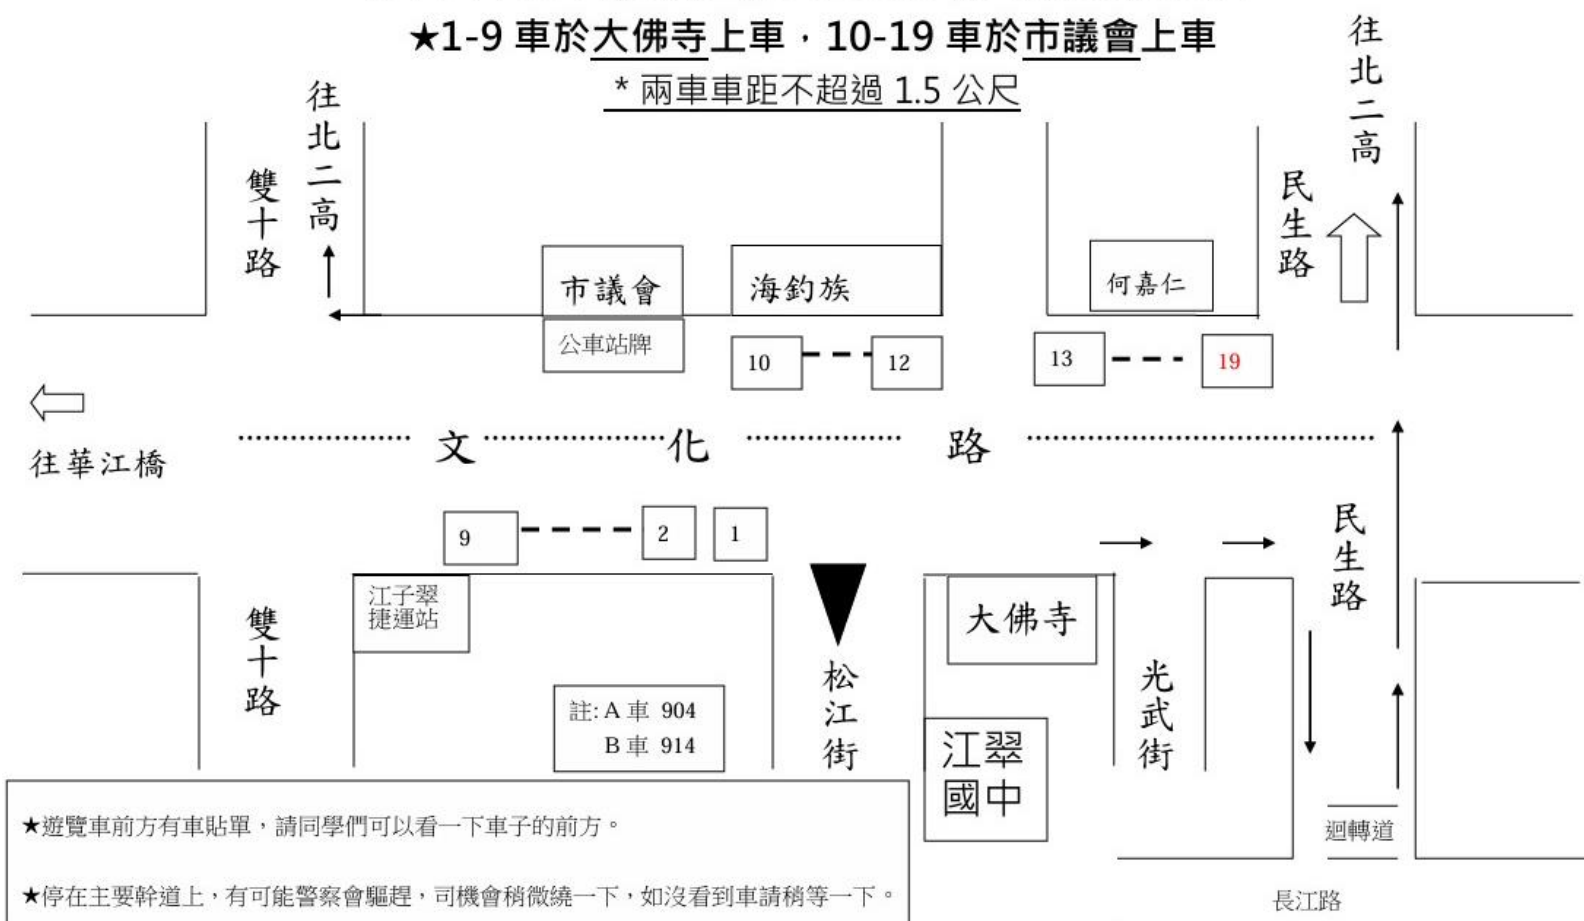 ★1-9 車於大佛寺上車，10-19 車於市議會上車
* 兩車車距不超過 1.5 公尺
往北二高
往北二高
雙十路
民生路
市議會
海釣族
何嘉仁
公車站牌
10
12
13
19
往華江橋
文化路
9
2
1
民生路
江子翠
捷運站
大佛寺
雙十路
松江街
光武街
註: A 車 904
B 車 914
江翠
國中
★遊覽車前方有車貼單，請同學們可以看一下車子的前方。
迴轉道
★停在主要幹道上，有可能警察會驅趕，司機會稍微繞一下，如沒看到車請稍等一下。
長江路